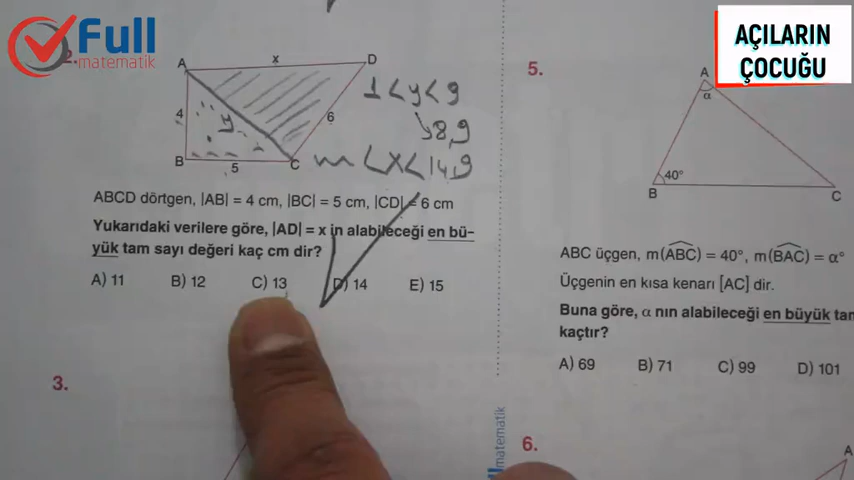 Full
matematik
AÇILARIN
ÇOCUĞU
2.
A
x
D
4
y
6
B
5
C
1 < y < 9
8,9
m < x < 14,9
ABCD dörtgen, |AB| = 4 cm, |BC| = 5 cm, |CD| = 6 cm
Yukarıdaki verilere göre, |AD| = x in alabileceği en bü-
yük tam sayı değeri kaç cm dir?
A) 11 B) 12 C) 13 D) 14 E) 15
3.
5.
A
α
40°
B
C
ABC üçgen, m(ABC) = 40°, m(BAC) = α°
Üçgenin en kısa kenarı [AC] dir.
Buna göre, α nın alabileceği en büyük tam
kaçtır?
A) 69 B) 71 C) 99 D) 101
matematik
6.
A